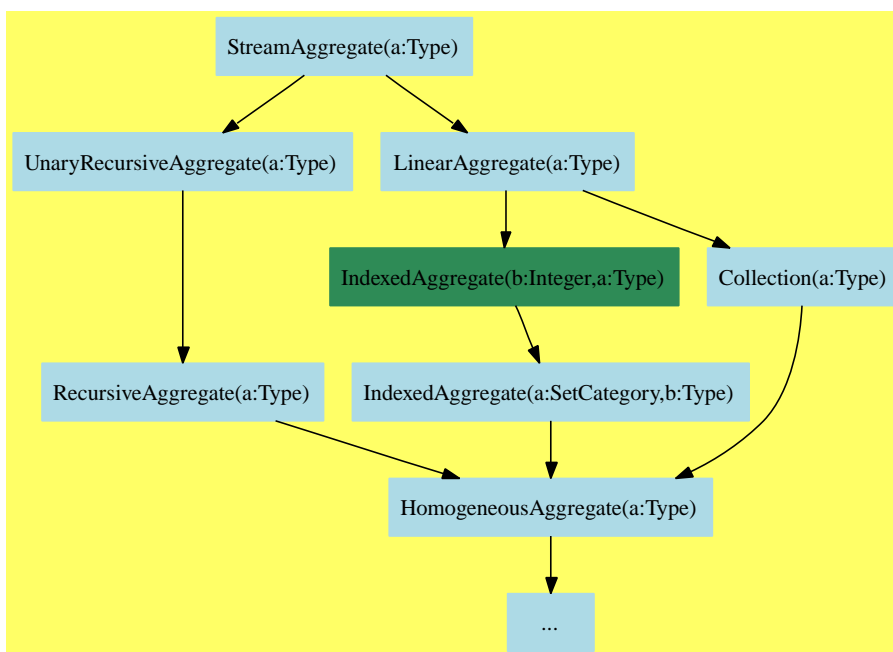 StreamAggregate(a:Type)
UnaryRecursiveAggregate(a:Type)
LinearAggregate(a:Type)
IndexedAggregate(b:Integer,a:Type)
Collection(a:Type)
RecursiveAggregate(a:Type)
IndexedAggregate(a:SetCategory,b:Type)
HomogeneousAggregate(a:Type)
...